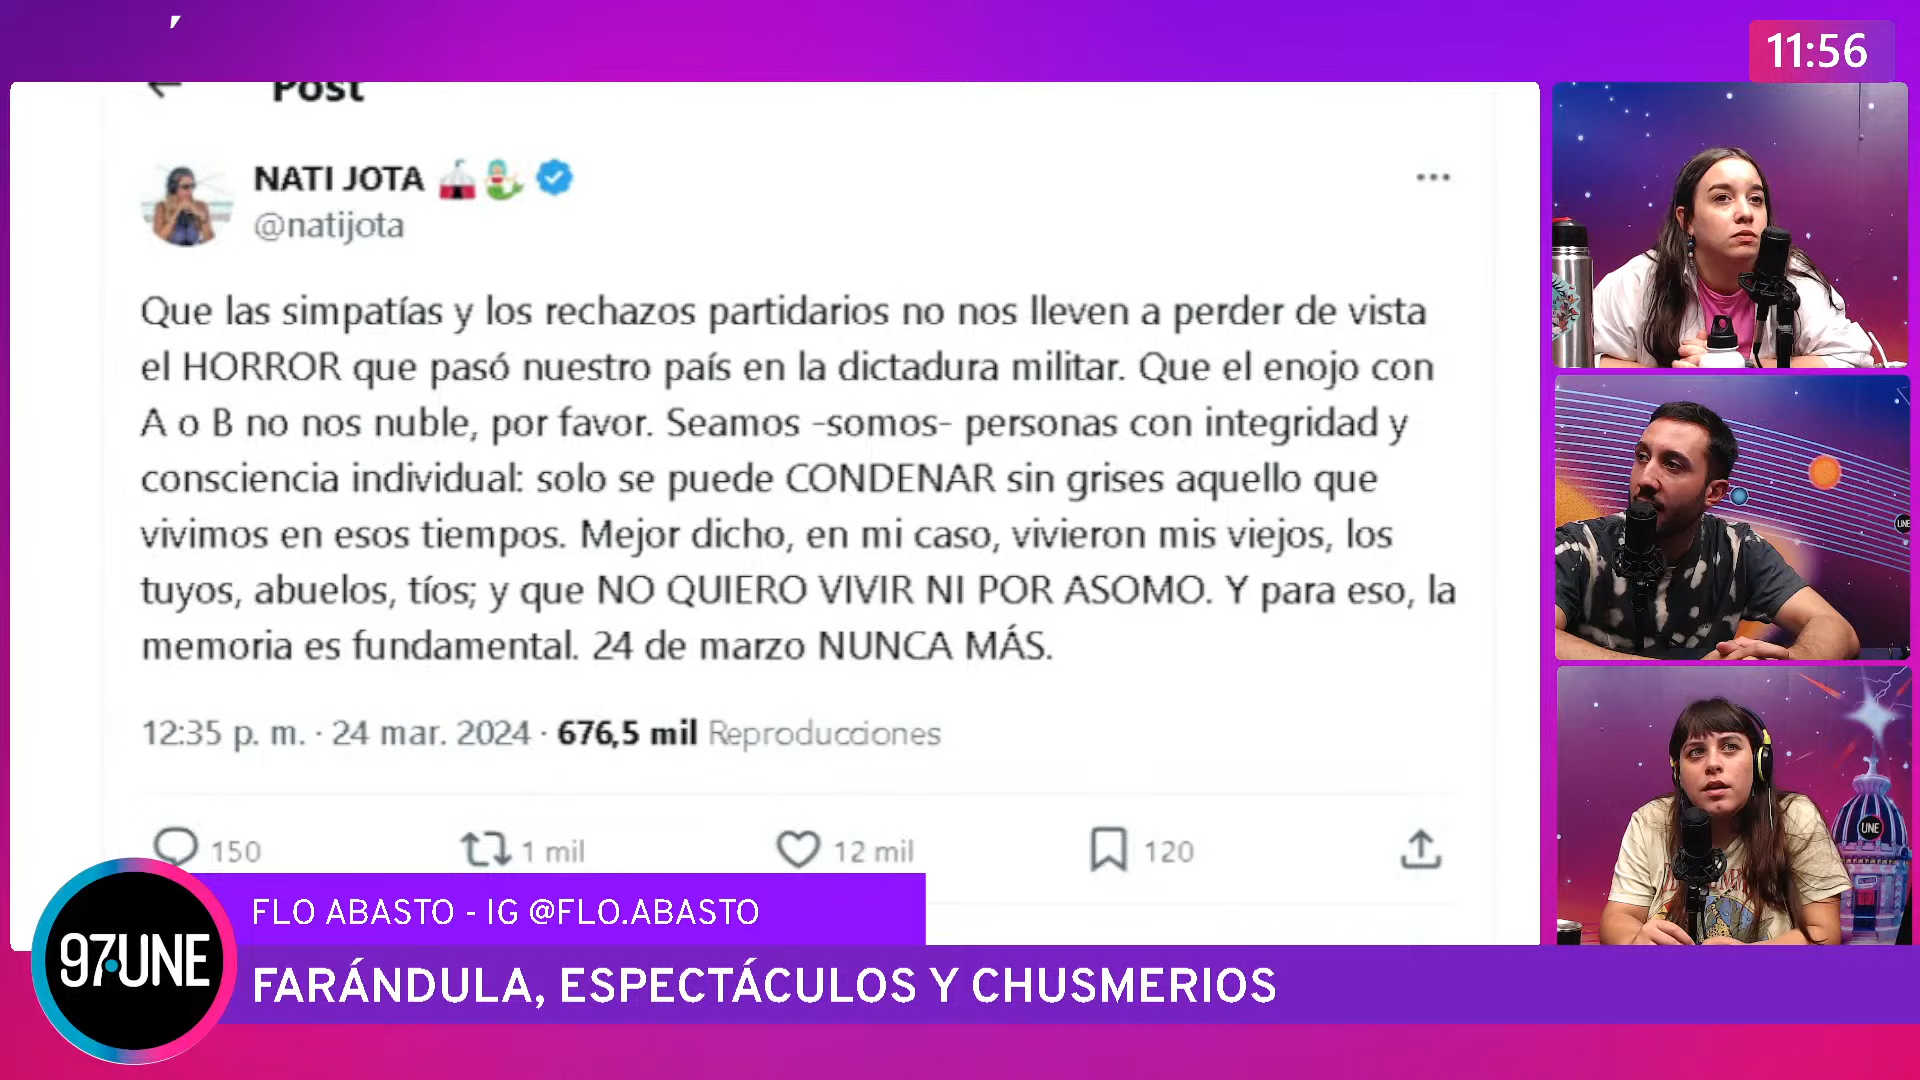 11:56
Post
NATI JOTA
@natijota
Que las simpatías y los rechazos partidarios no nos lleven a perder de vista
el HORROR que pasó nuestro país en la dictadura militar. Que el enojo con
A o B no nos nuble, por favor. Seamos -somos- personas con integridad y
consciencia individual: solo se puede CONDENAR sin grises aquello que
vivimos en esos tiempos. Mejor dicho, en mi caso, vivieron mis viejos, los
tuyos, abuelos, tíos; y que NO QUIERO VIVIR NI POR ASOMO. Y para eso, la
memoria es fundamental. 24 de marzo NUNCA MÁS.
12:35 p. m. · 24 mar. 2024 · 676,5 mil Reproducciones
150 1 mil 12 mil 120
FLO ABASTO - IG @FLO.ABASTO
97·UNE
FARÁNDULA, ESPECTÁCULOS Y CHUSMERIOS
UNE
UNE